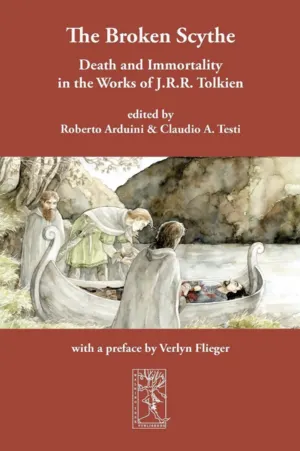 The Broken Scythe
Death and Immortality
in the Works of J.R.R. Tolkien
edited by
Roberto Arduini & Claudio A. Testi
with a preface by Verlyn Flieger